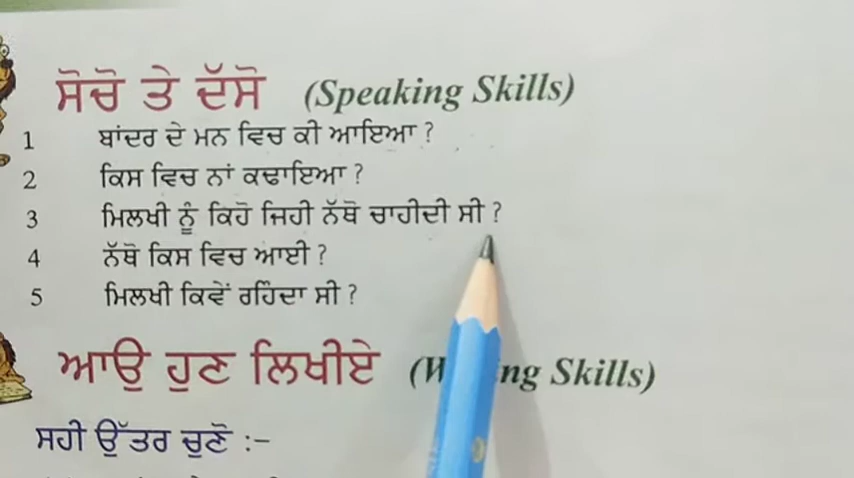 ਸੋਚੋ ਤੇ ਦੱਸੋ (Speaking Skills)
1 ਬਾਂਦਰ ਦੇ ਮਨ ਵਿਚ ਕੀ ਆਇਆ ?
2 ਕਿਸ ਵਿਚ ਨਾਂ ਕਢਾਇਆ ?
3 ਮਿਲਖੀ ਨੂੰ ਕਿਹੋ ਜਿਹੀ ਨੱਥੋ ਚਾਹੀਦੀ ਸੀ ?
4 ਨੱਥੋ ਕਿਸ ਵਿਚ ਆਈ ?
5 ਮਿਲਖੀ ਕਿਵੇਂ ਰਹਿੰਦਾ ਸੀ ?
ਆਉ ਹੁਣ ਲਿਖੀਏ Skills)
ਸਹੀ ਉੱਤਰ ਚੁਣੋ :-